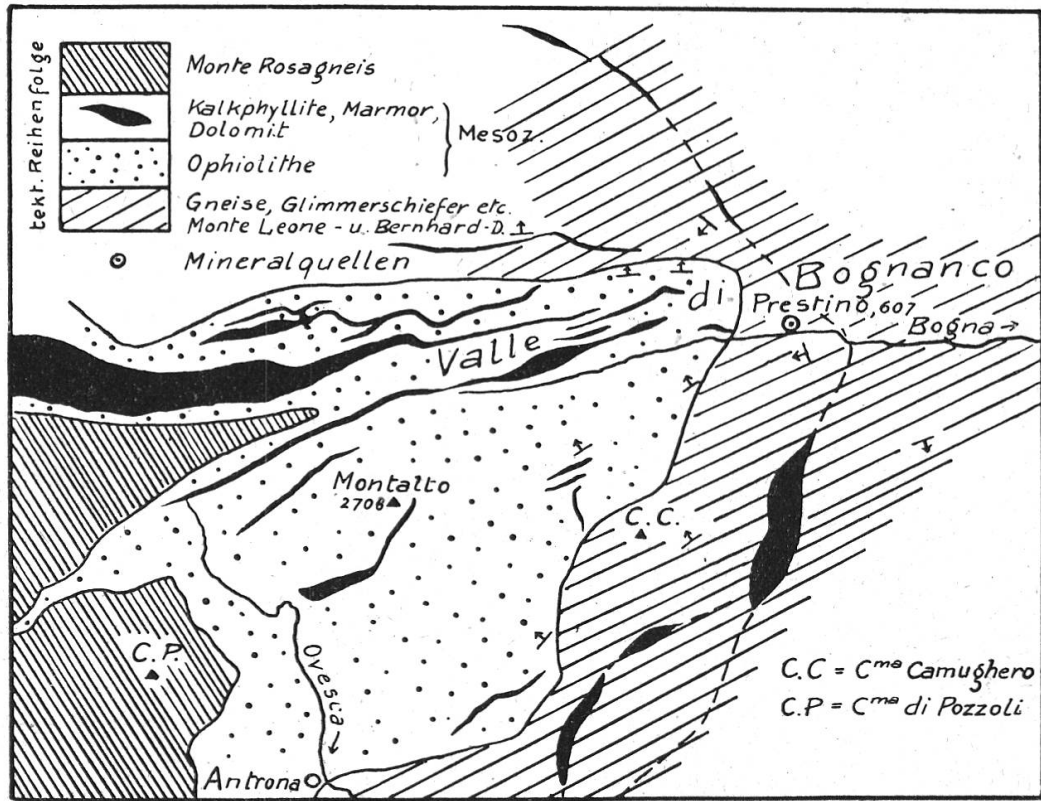 tekt. Reihenfolge
Monte Rosagneis
Kalkphyllite, Marmor,
Dolomit
Mesoz.
Ophiolithe
Gneise, Glimmerschiefer etc.
Monte Leone - u. Bernhard-D.
Mineralquellen
Bognanco
di
Prestino, 607
Bogna →
Valle
Montalto
2708
C. C.
C. P.
Ovesca →
C.C = Cma Camughero
C.P = Cma di Pozzoli
Antrona